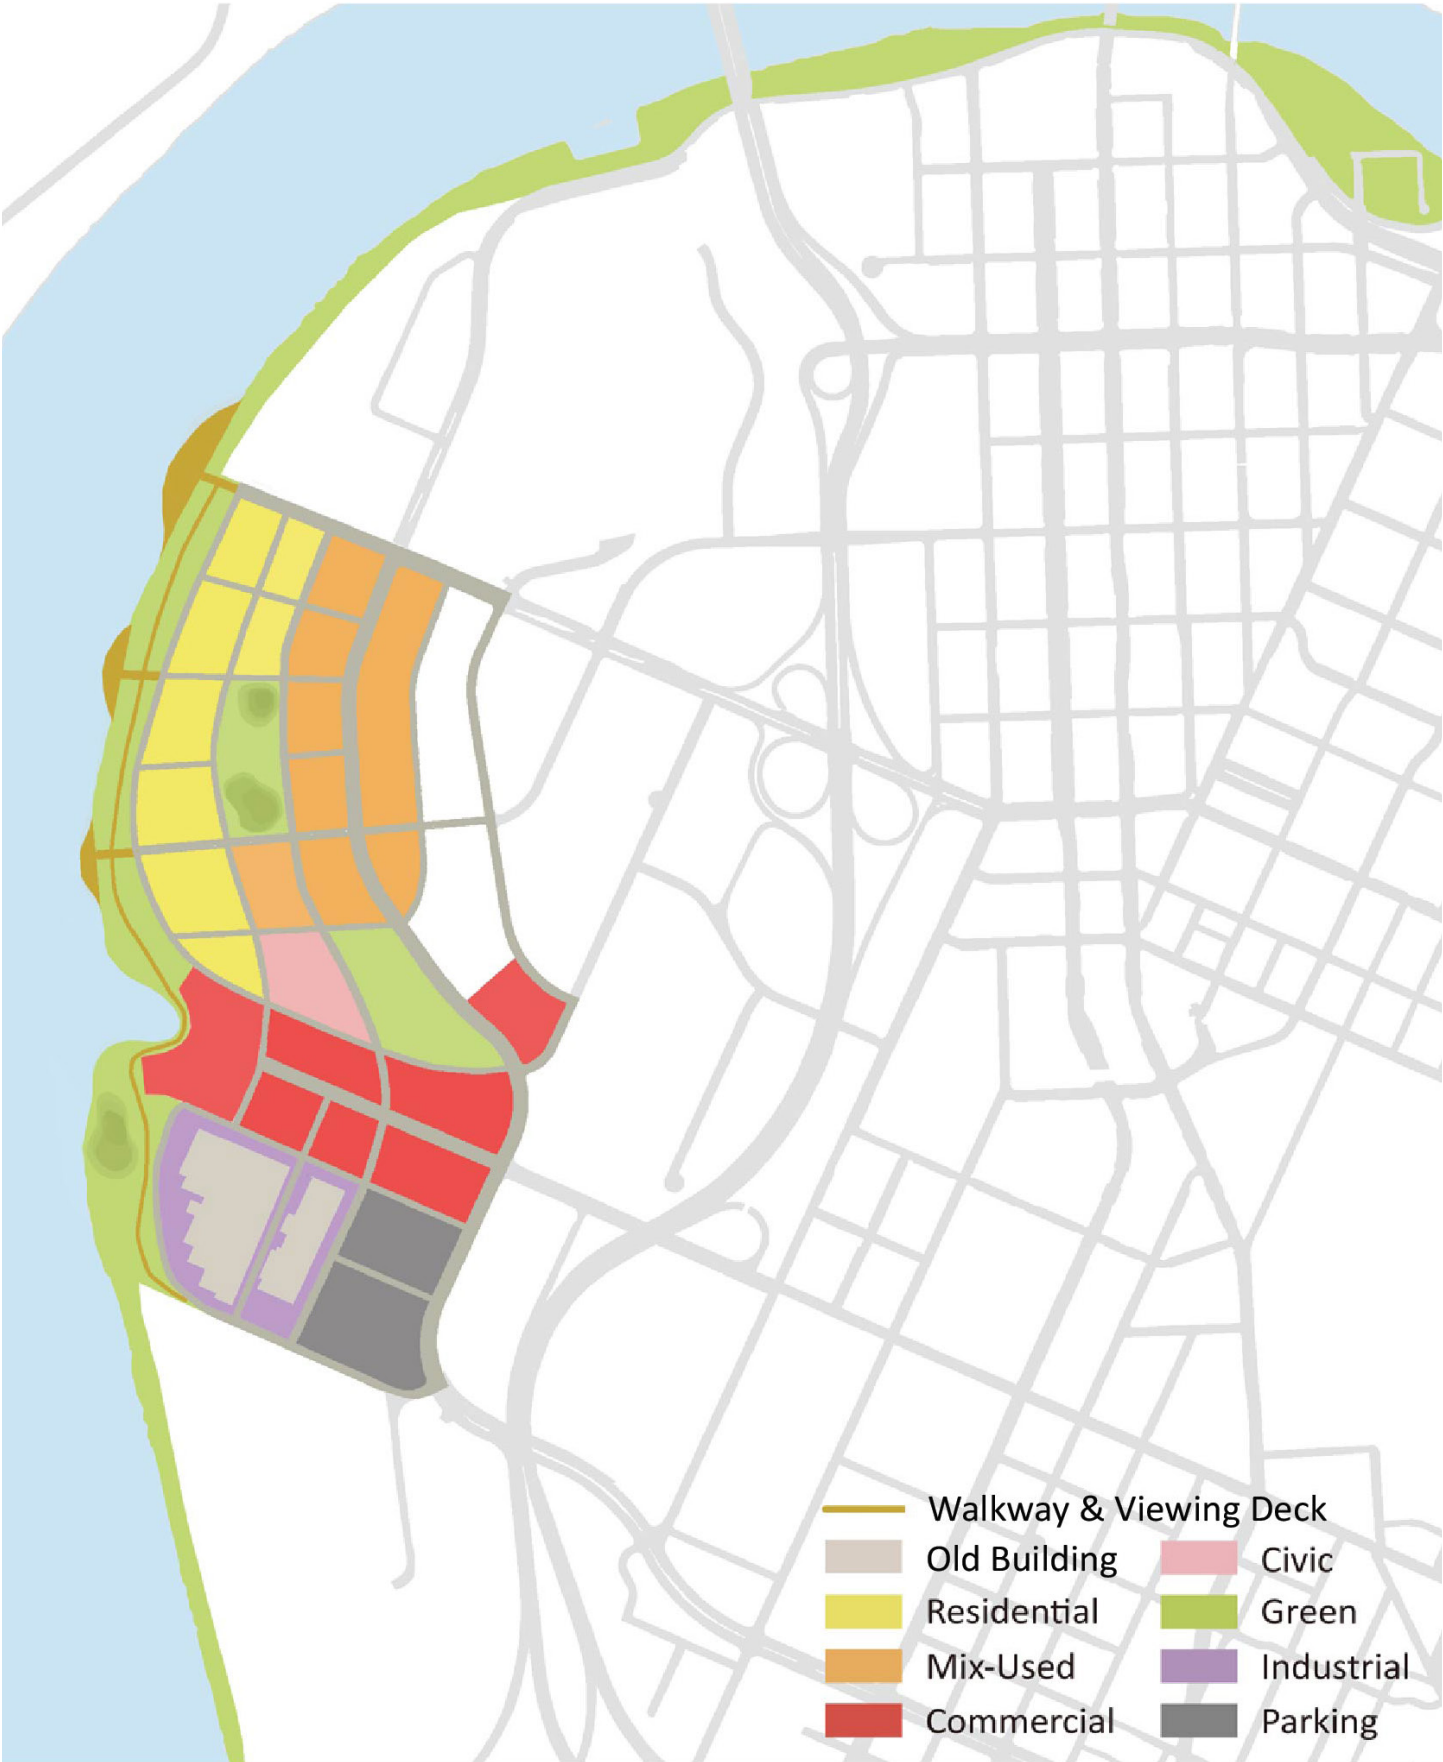 Walkway & Viewing Deck
Old Building
Civic
Residential
Green
Mix-Used
Industrial
Commercial
Parking